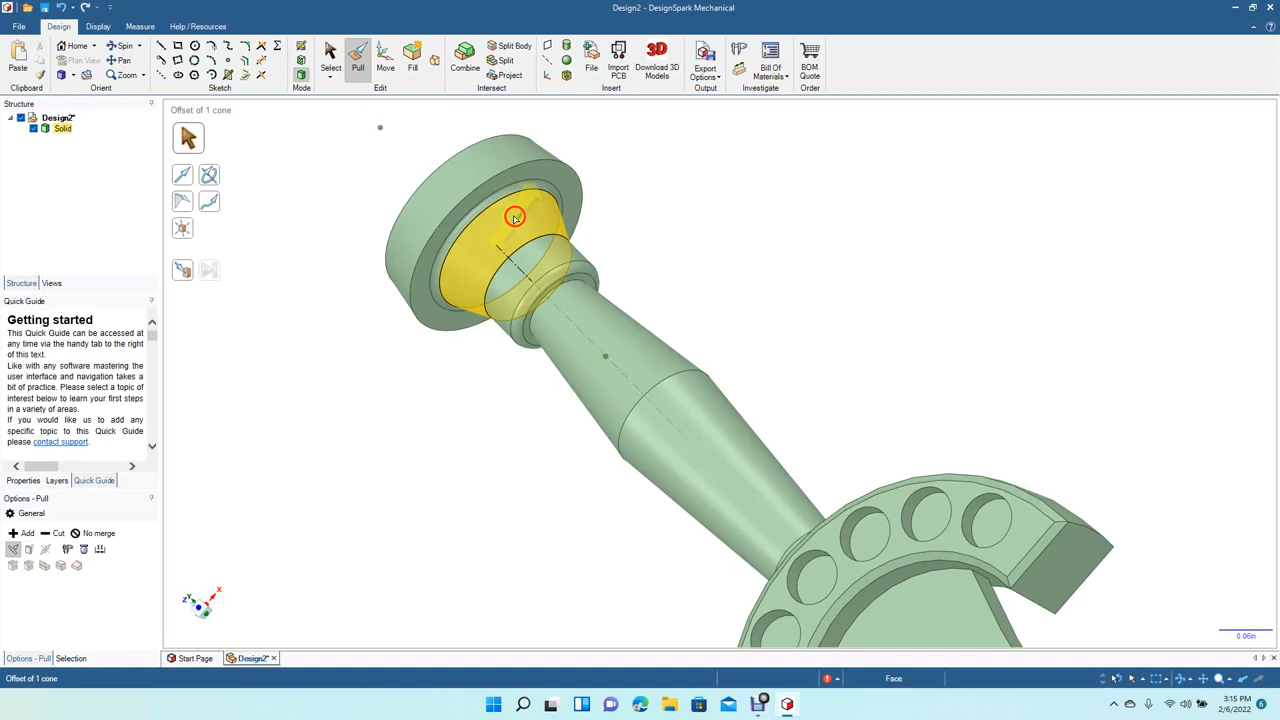 Design2 - DesignSpark Mechanical
File
Design
Display
Measure
Help / Resources
Paste
Home
Spin
Plan View
Pan
Zoom
Select
Pull
Move
Fill
Combine
Split Body
Split
Project
File
Import
PCB
Download 3D
Models
3D
Export
Options
Bill Of
Materials
BOM
Quote
Clipboard
Orient
Sketch
Mode
Edit
Intersect
Insert
Output
Investigate
Order
Structure
Design2*
Solid
Offset of 1 cone
Structure
Views
Quick Guide
Getting started
This Quick Guide can be accessed at
any time via the handy tab to the right
of this text.
Like with any software mastering the
user interface and navigation takes a
bit of practice. Please select a topic of
interest below to learn your first steps
in a variety of areas.
If you would like us to add any
specific topic to this Quick Guide
please contact support.
Properties
Layers
Quick Guide
Options - Pull
General
Add
Cut
No merge
X
Y
Z
0.06in
Options - Pull
Selection
Start Page
Design2*
Offset of 1 cone
Face
3:15 PM
2/6/2022
6